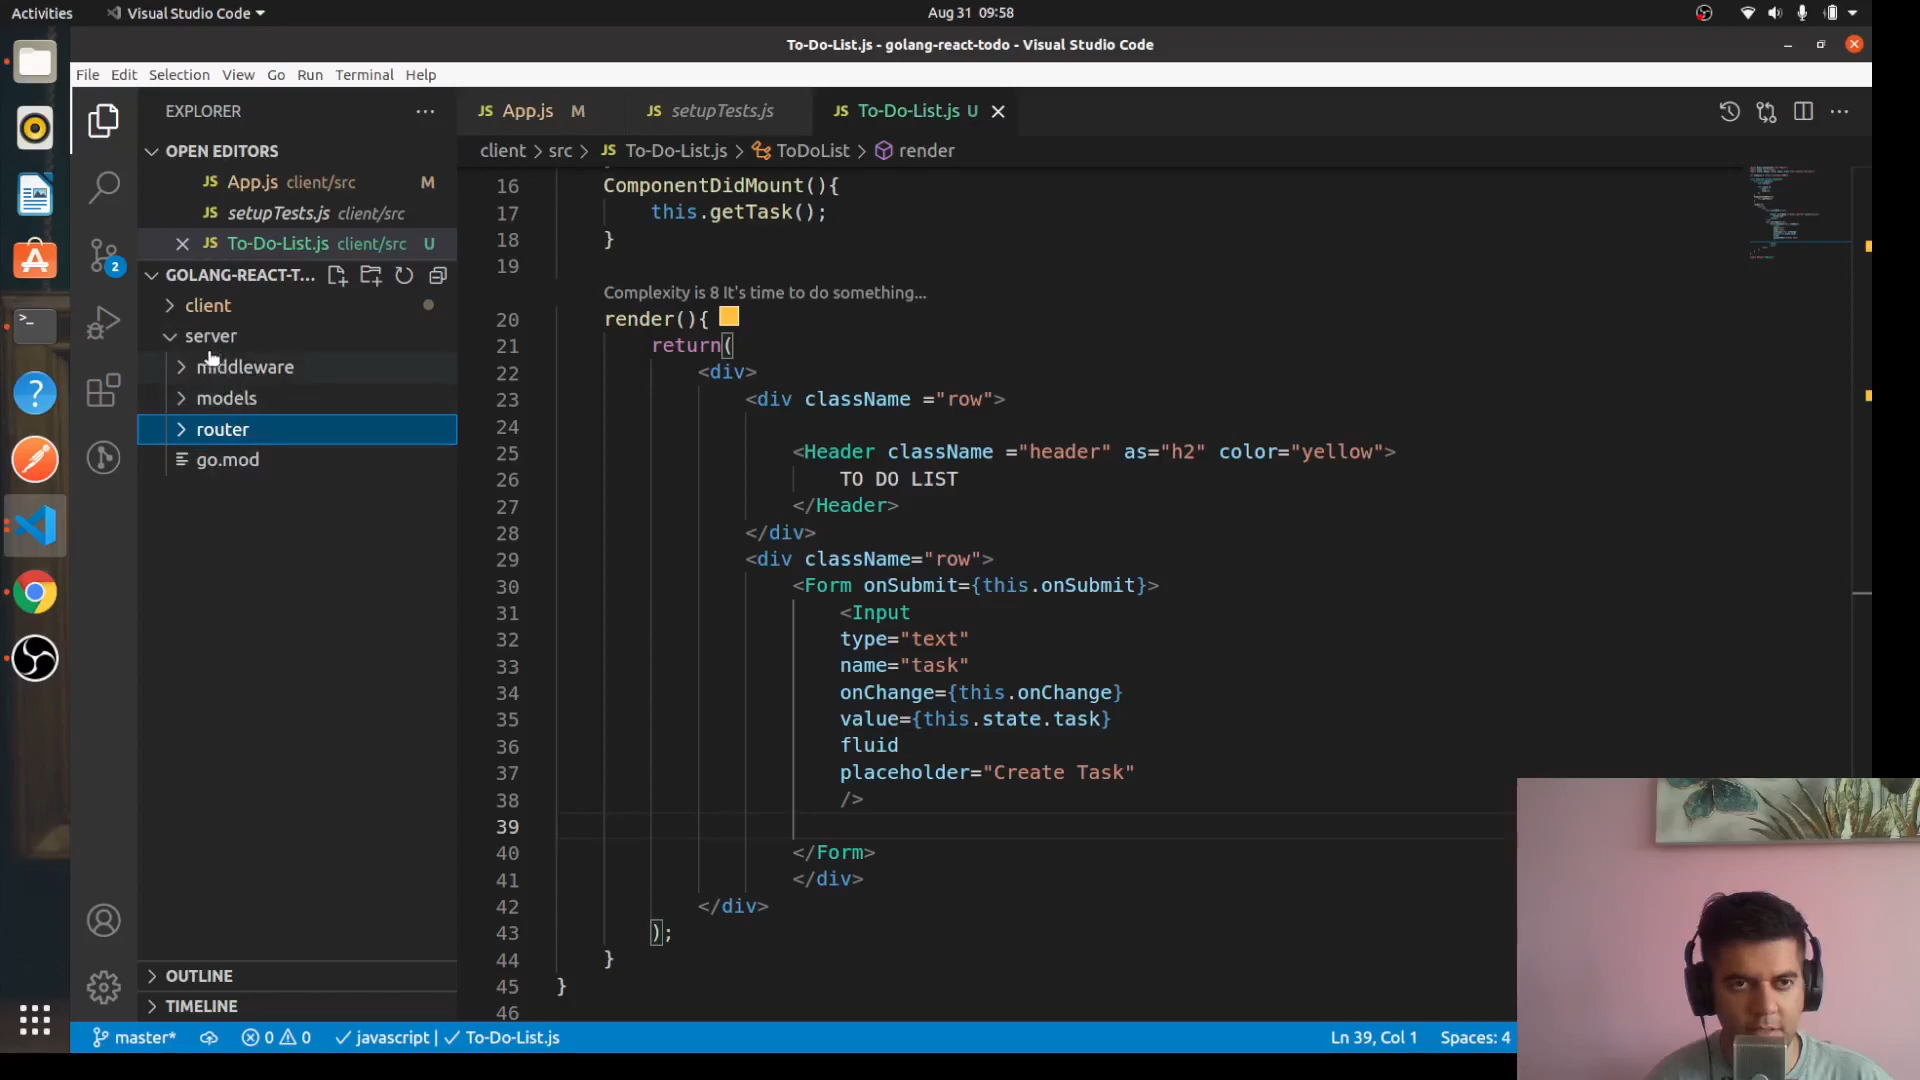 Activities
Visual Studio Code
Aug 31 09:58
To-Do-List.js - golang-react-todo - Visual Studio Code
File Edit Selection View Go Run Terminal Help
EXPLORER
JS App.js M
JS setupTests.js
JS To-Do-List.js U
OPEN EDITORS
client > src > JS To-Do-List.js > ToDoList > render
JS App.js client/src M
JS setupTests.js client/src
JS To-Do-List.js client/src U
GOLANG-REACT-T...
client
server
middleware
models
router
go.mod
2
16 ComponentDidMount(){
17 this.getTask();
18 }
19
Complexity is 8 It's time to do something...
20 render(){
21 return(
22 <div>
23 <div className ="row">
24
25 <Header className ="header" as="h2" color="yellow">
26 TO DO LIST
27 </Header>
28 </div>
29 <div className="row">
30 <Form onSubmit={this.onSubmit}>
31 <Input
32 type="text"
33 name="task"
34 onChange={this.onChange}
35 value={this.state.task}
36 fluid
37 placeholder="Create Task"
38 />
39
40 </Form>
41 </div>
42 </div>
43 );
44 }
45 }
46
OUTLINE
TIMELINE
master* 0 0 javascript | To-Do-List.js Ln 39, Col 1 Spaces: 4